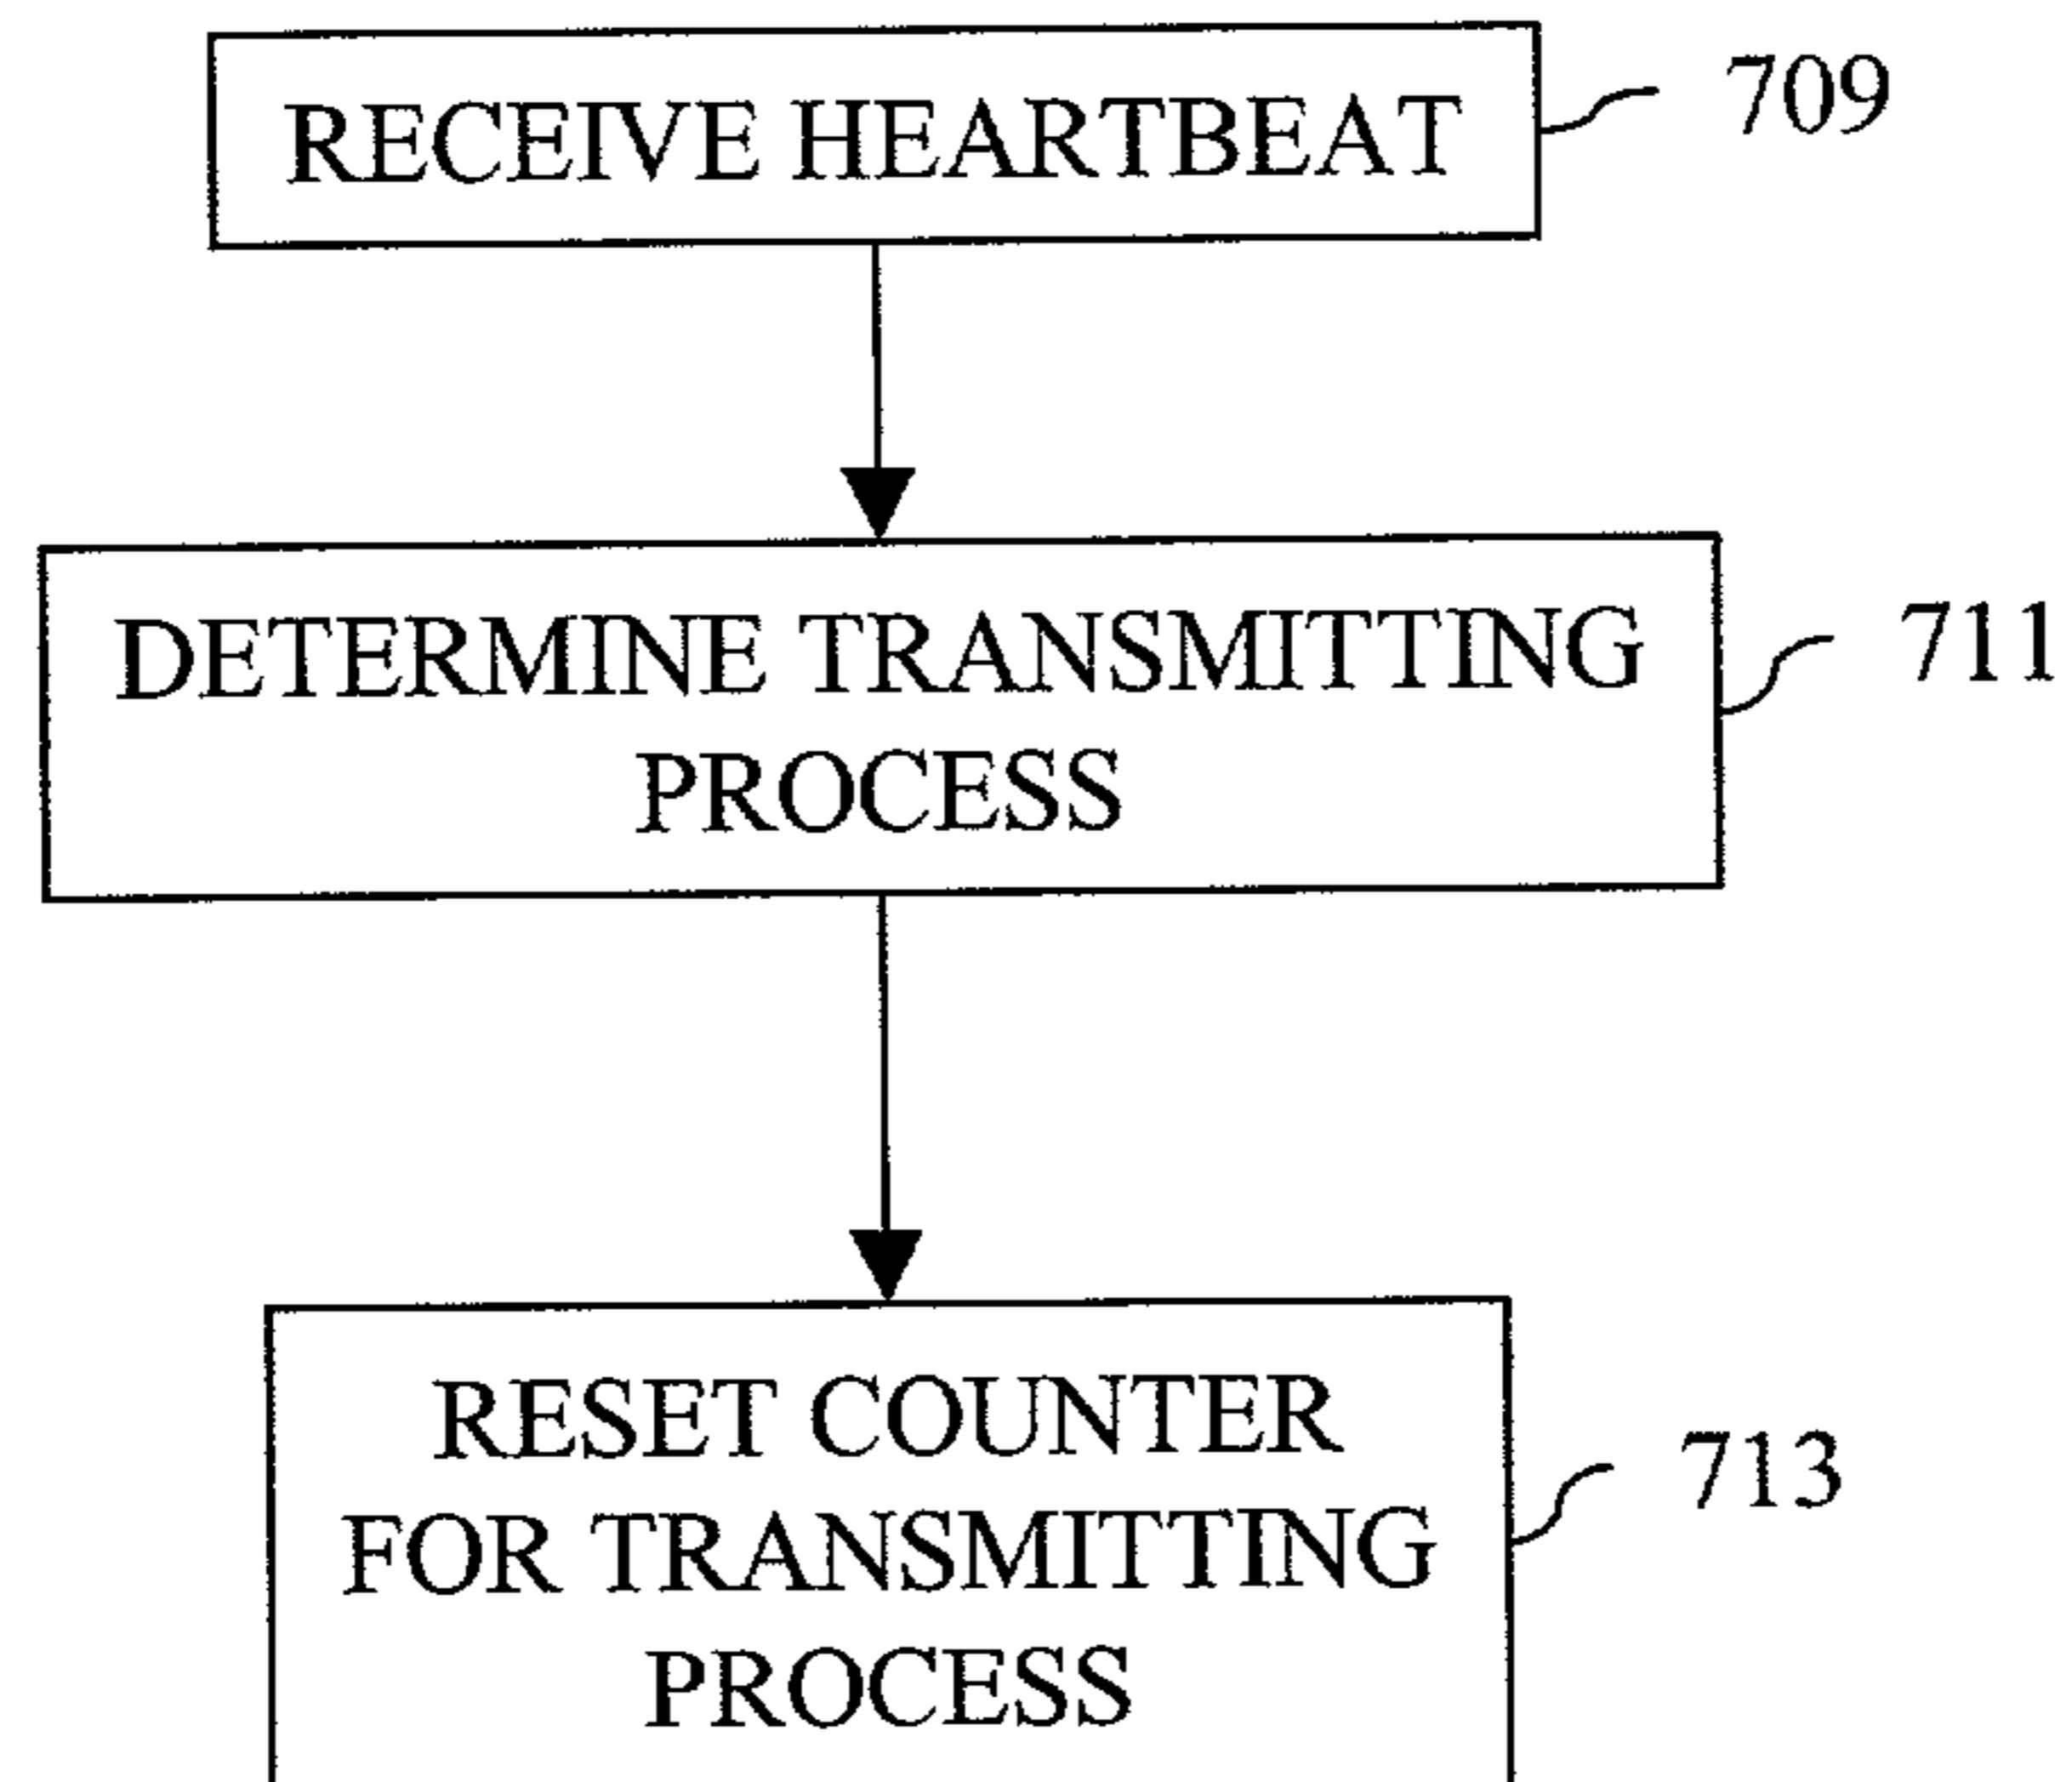 RECEIVE HEARTBEAT
709
DETERMINE TRANSMITTING
PROCESS
711
RESET COUNTER
FOR TRANSMITTING
PROCESS
713